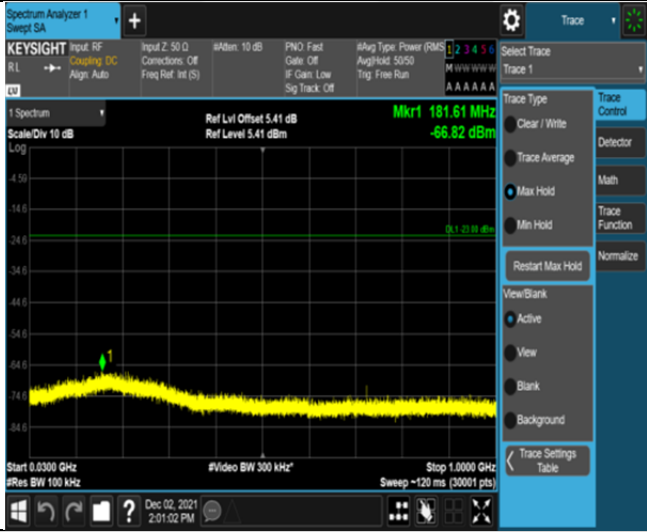 Spectrum Analyzer 1
Swept SA
+
Trace
KEYSIGHT Input: RF
RL Coupling: DC
Align: Auto
LV
Input Z: 50 Ω
Corrections: Off
Freq Ref: Int (S)
#Atten: 10 dB
PNO: Fast
Gate: Off
IF Gain: Low
Sig Track: Off
#Avg Type: Power (RMS
Avg|Hold: 50/50
Trig: Free Run
1 2 3 4 5 6
M W W W W W
A A A A A A
Select Trace
Trace 1
1 Spectrum
Scale/Div 10 dB
Log
Ref Lvl Offset 5.41 dB
Ref Level 5.41 dBm
Mkr1 181.61 MHz
-66.82 dBm
-4.59
-14.6
DL1 -23.00 dBm
-24.6
-34.6
-44.6
-54.6
1
-64.6
-74.6
-84.6
Start 0.0300 GHz
#Res BW 100 kHz
#Video BW 300 kHz*
Stop 1.0000 GHz
Sweep ~120 ms (30001 pts)
Trace Type
Clear / Write
Trace Average
Max Hold
Min Hold
Restart Max Hold
View/Blank
Active
View
Blank
Background
Trace Settings
Table
Trace
Control
Detector
Math
Trace
Function
Normalize
?
Dec 02, 2021
2:01:02 PM